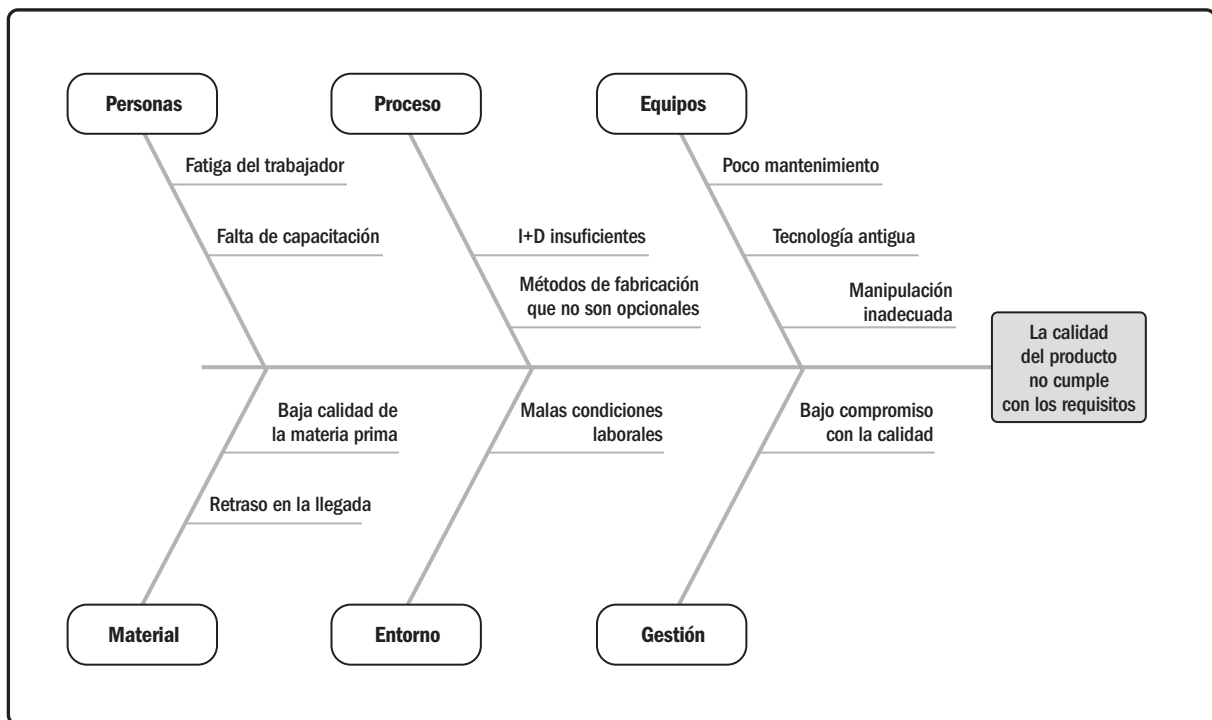 Personas
Proceso
Equipos
Fatiga del trabajador
Poco mantenimiento
Falta de capacitación
I+D insuficientes
Tecnología antigua
Métodos de fabricación
que no son opcionales
Manipulación
inadecuada
La calidad
del producto
no cumple
con los requisitos
Baja calidad de
la materia prima
Malas condiciones
laborales
Bajo compromiso
con la calidad
Retraso en la llegada
Material
Entorno
Gestión